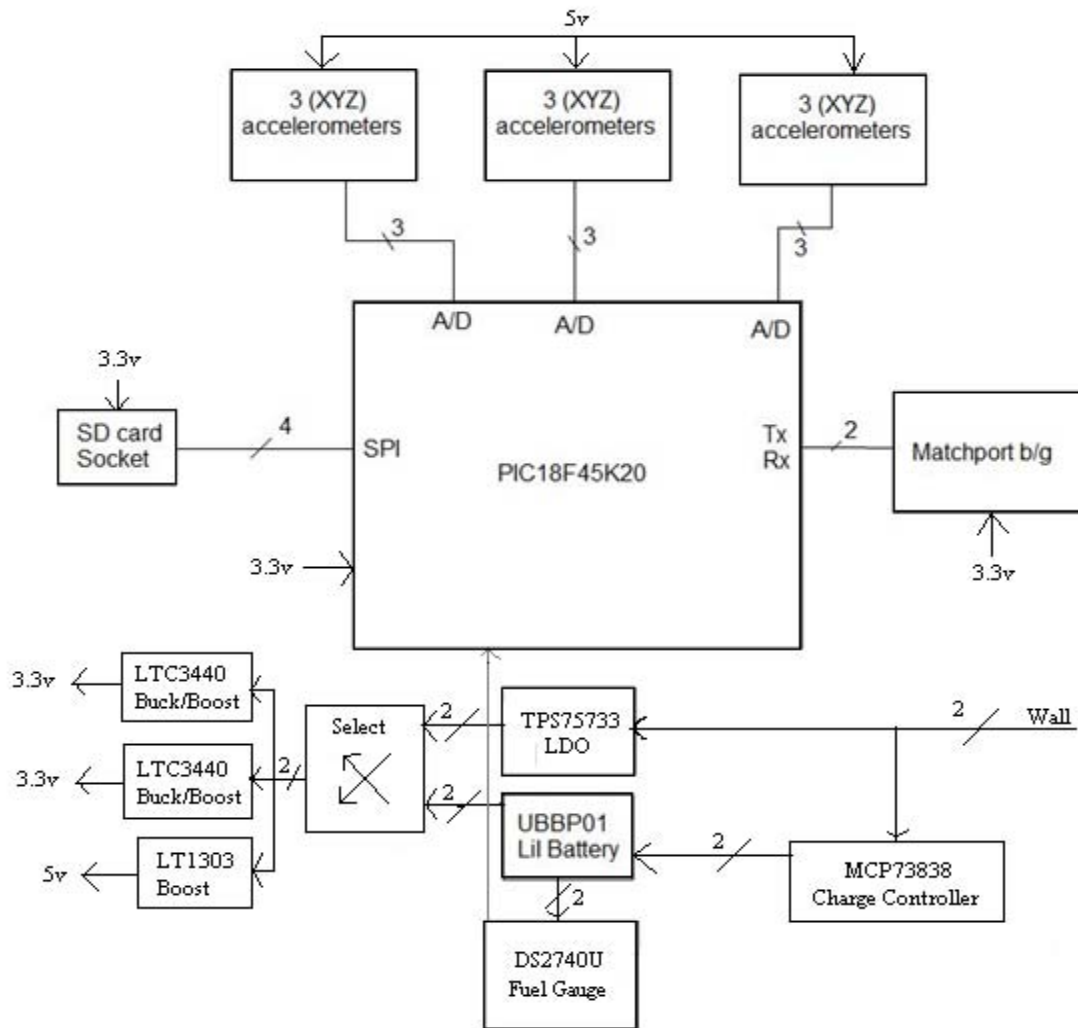 5v
3 (XYZ)
accelerometers
3 (XYZ)
accelerometers
3 (XYZ)
accelerometers
3
3
3
A/D
A/D
A/D
3.3v
SD card
Socket
4
SPI
PIC18F45K20
Tx
Rx
2
Matchport b/g
3.3v
3.3v
3.3v
LTC3440
Buck/Boost
3.3v
LTC3440
Buck/Boost
5v
LT1303
Boost
2
Select
2
2
TPS75733
LDO
2
Wall
UBBP01
LiI Battery
2
MCP73838
Charge Controller
2
DS2740U
Fuel Gauge